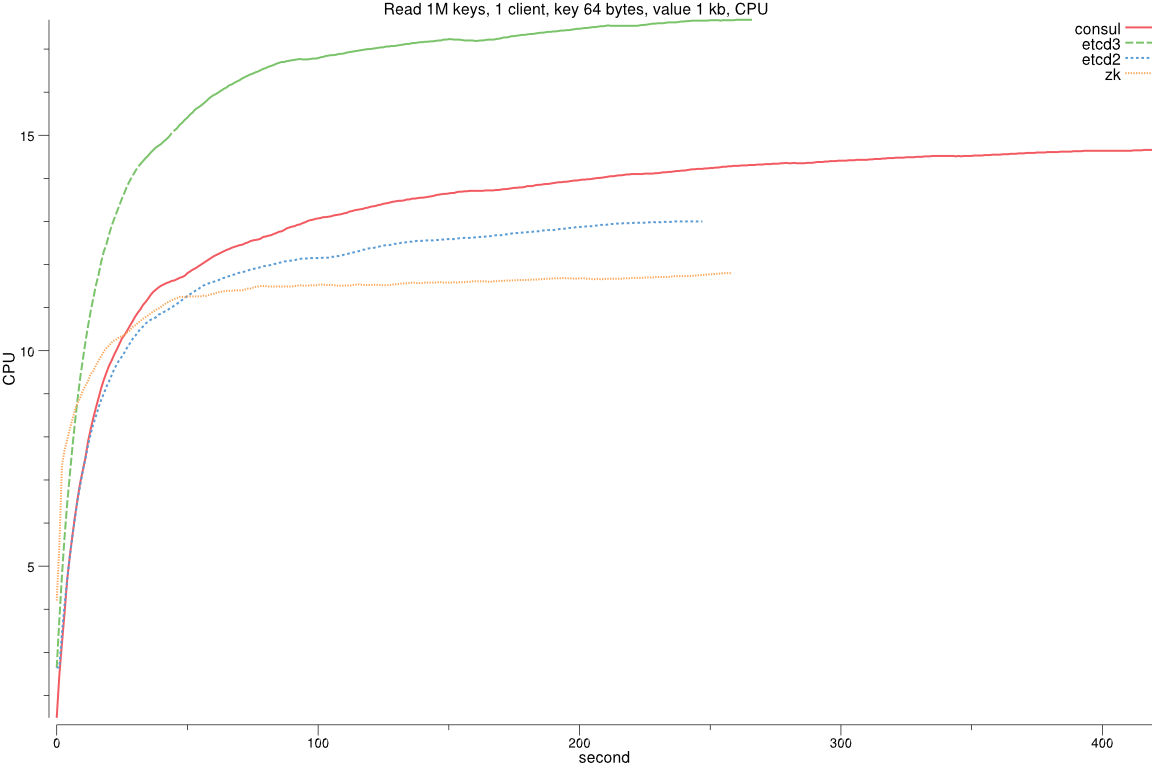 Read 1M keys, 1 client, key 64 bytes, value 1 kb, CPU
consul
etcd3
etcd2
zk
15
10
5
CPU
0 100 200 300 400
second